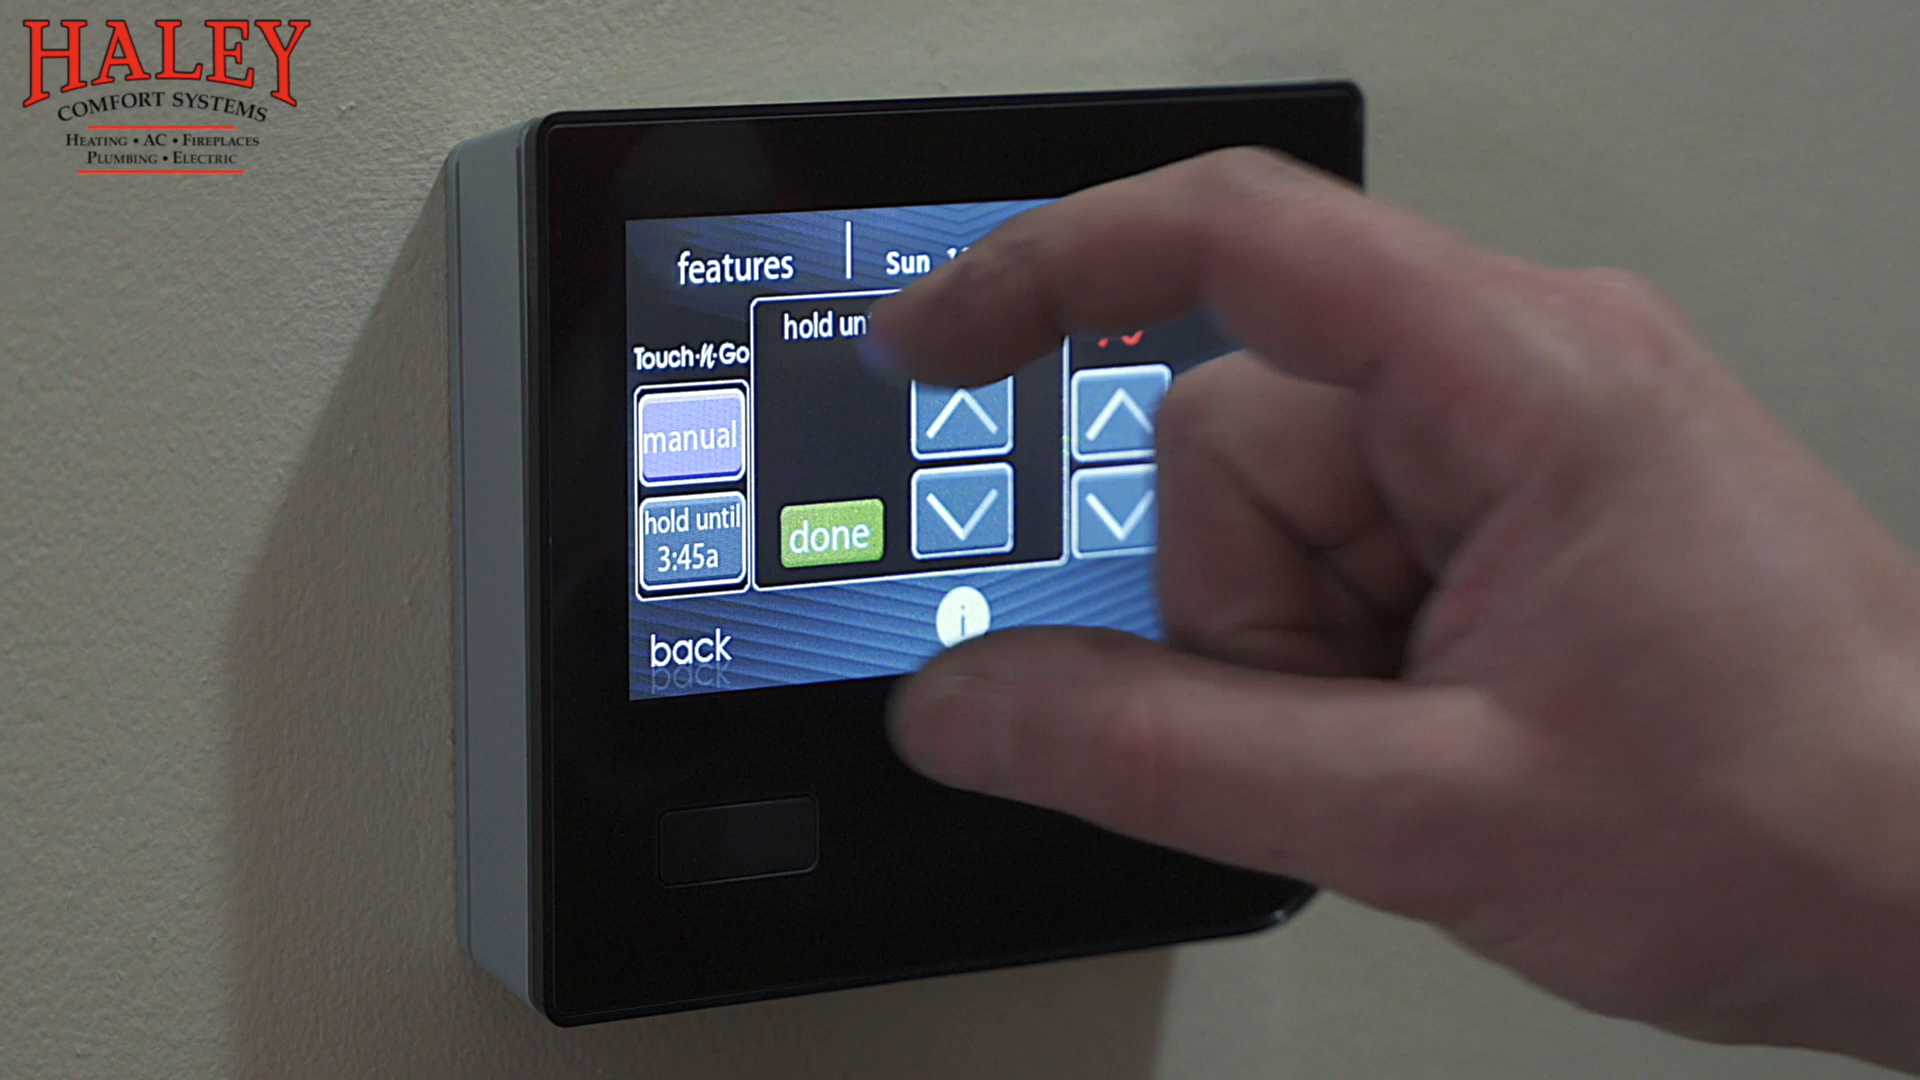 HALEY
COMFORT SYSTEMS
HEATING • AC • FIREPLACES
PLUMBING • ELECTRIC
features
Sun
hold
Touch-n-Go
manual
hold until
3:45a
done
i
back